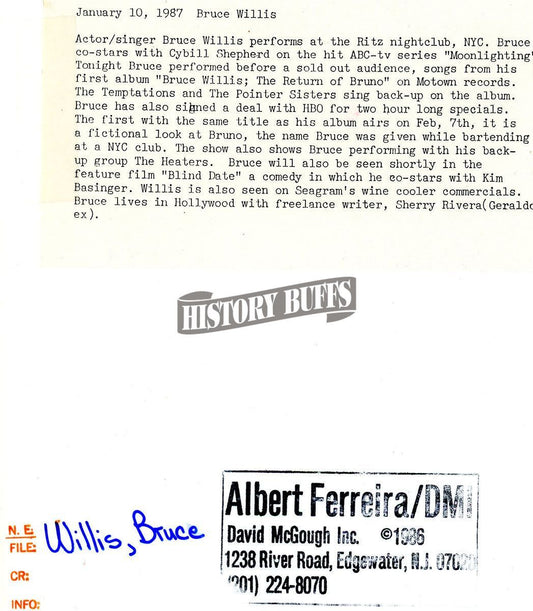 January 10, 1987 Bruce Willis
Actor/singer Bruce Willis performs at the Ritz nightclub, NYC. Bruce
co-stars with Cybill Shepherd on the hit ABC-tv series "Moonlighting"
Tonight Bruce performed before a sold out audience, songs from his
first album "Bruce Willis; The Return of Bruno" on Motown records.
The Temptations and The Pointer Sisters sing back-up on the album.
Bruce has also signed a deal with HBO for two hour long specials.
The first with the same title as his album airs on Feb, 7th, it is
a fictional look at Bruno, the name Bruce was given while bartending
at a NYC club. The show also shows Bruce performing with his back-
up group The Heaters. Bruce will also be seen shortly in the
feature film "Blind Date" a comedy in which he co-stars with Kim
Basinger. Willis is also seen on Seagram's wine cooler commercials.
Bruce lives in Hollywood with freelance writer, Sherry Rivera(Geraldo
ex).
HISTORY BUFFS
Albert Ferreira/DMI
David McGough Inc. ©1986
1238 River Road, Edgewater, N.J. 07020
(201) 224-8070
N. E.
FILE: Willis, Bruce
CR:
INFO: